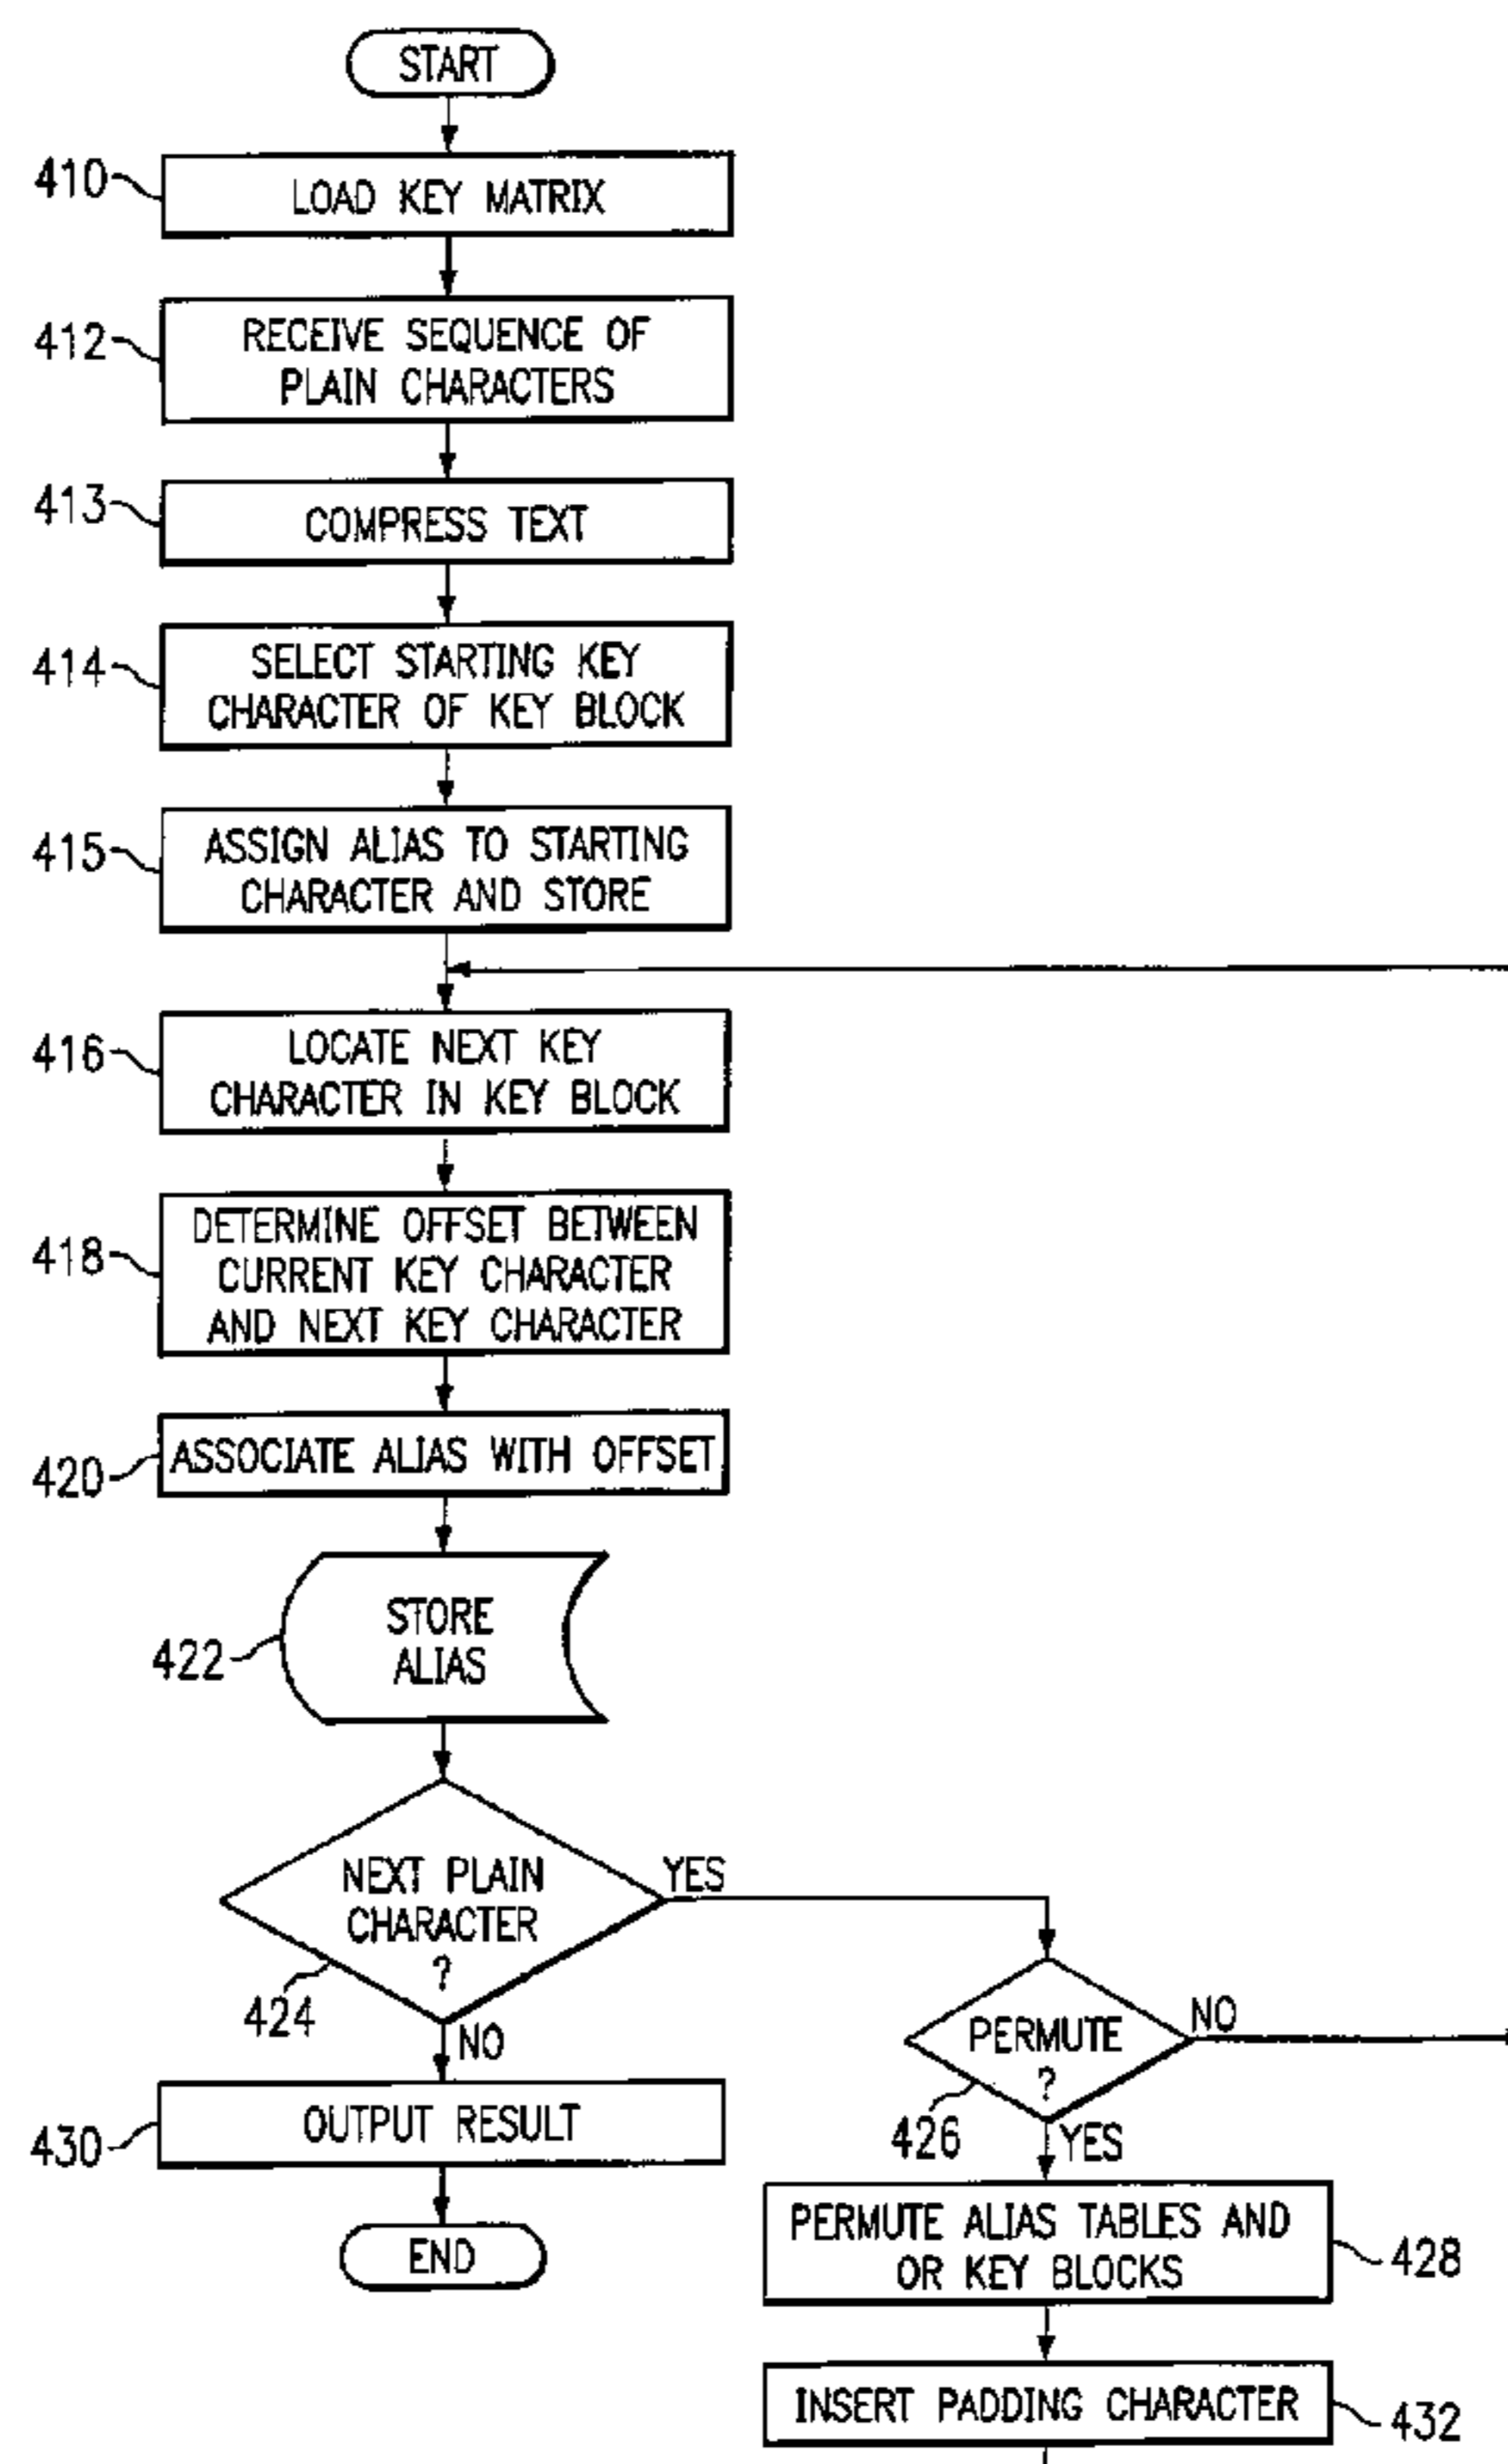 START
410
LOAD KEY MATRIX
412
RECEIVE SEQUENCE OF
PLAIN CHARACTERS
413
COMPRESS TEXT
414
SELECT STARTING KEY
CHARACTER OF KEY BLOCK
415
ASSIGN ALIAS TO STARTING
CHARACTER AND STORE
416
LOCATE NEXT KEY
CHARACTER IN KEY BLOCK
418
DETERMINE OFFSET BETWEEN
CURRENT KEY CHARACTER
AND NEXT KEY CHARACTER
420
ASSOCIATE ALIAS WITH OFFSET
422
STORE
ALIAS
NEXT PLAIN
CHARACTER
?
424
YES
NO
PERMUTE
?
426
NO
YES
430
OUTPUT RESULT
END
PERMUTE ALIAS TABLES AND
OR KEY BLOCKS
428
INSERT PADDING CHARACTER
432